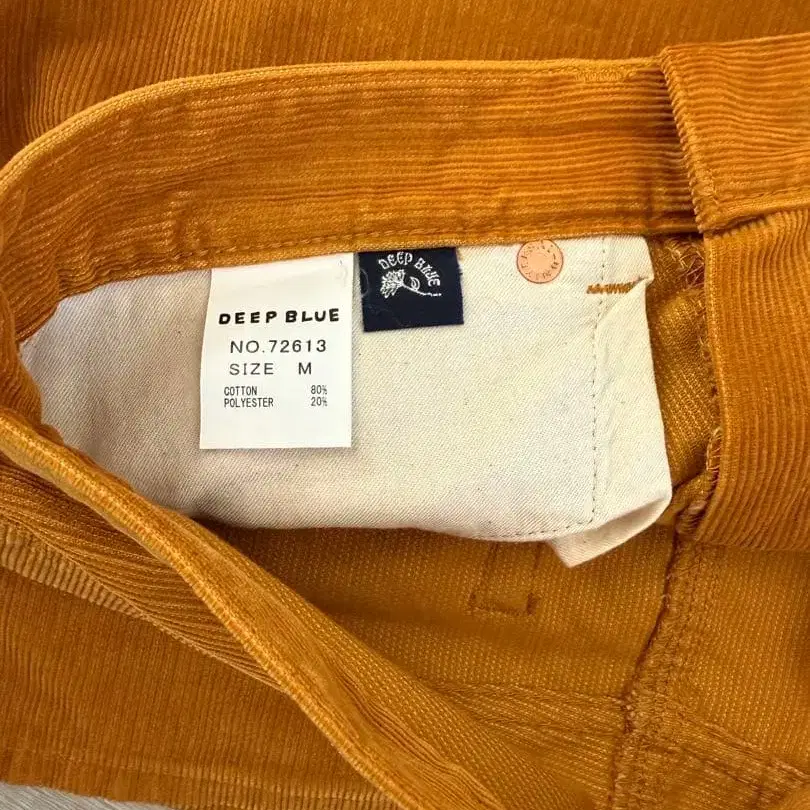 DEEP BLUE
NO.72613
SIZE M
COTTON 80%
POLYESTER 20%
DEEP BLUE